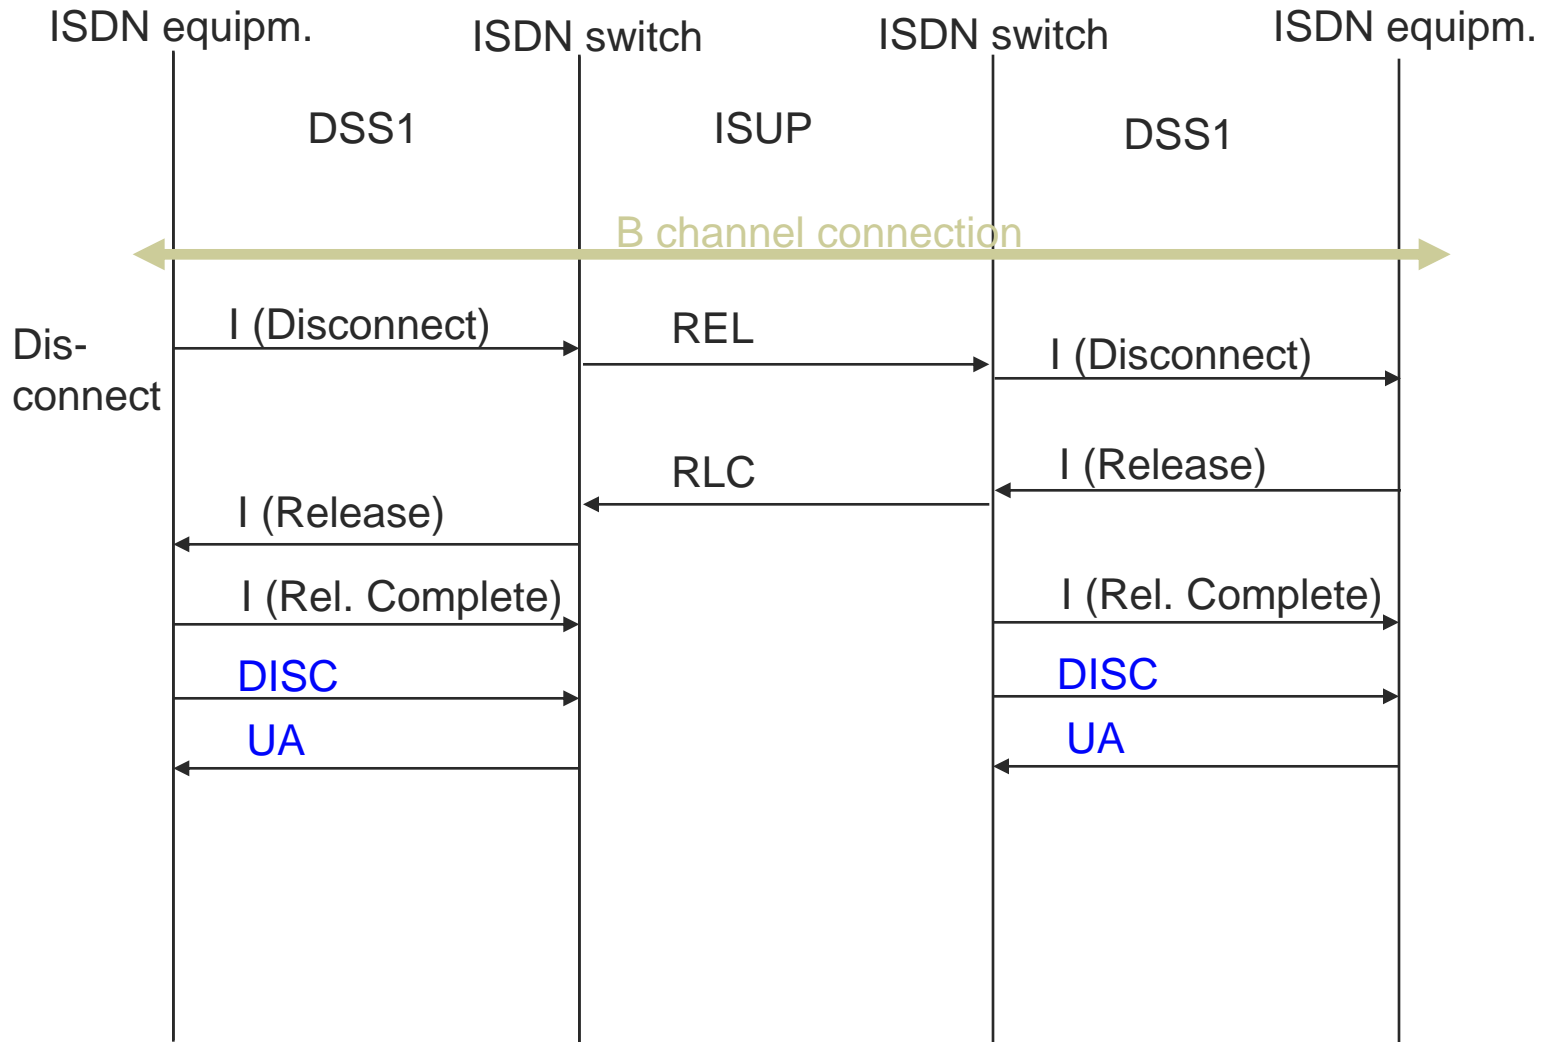 ISDN equipm.
ISDN switch
ISDN switch
ISDN equipm.
DSS1
ISUP
DSS1
B channel connection
Dis-
connect
I (Disconnect)
REL
I (Disconnect)
I (Release)
RLC
I (Release)
I (Rel. Complete)
I (Rel. Complete)
DISC
DISC
UA
UA